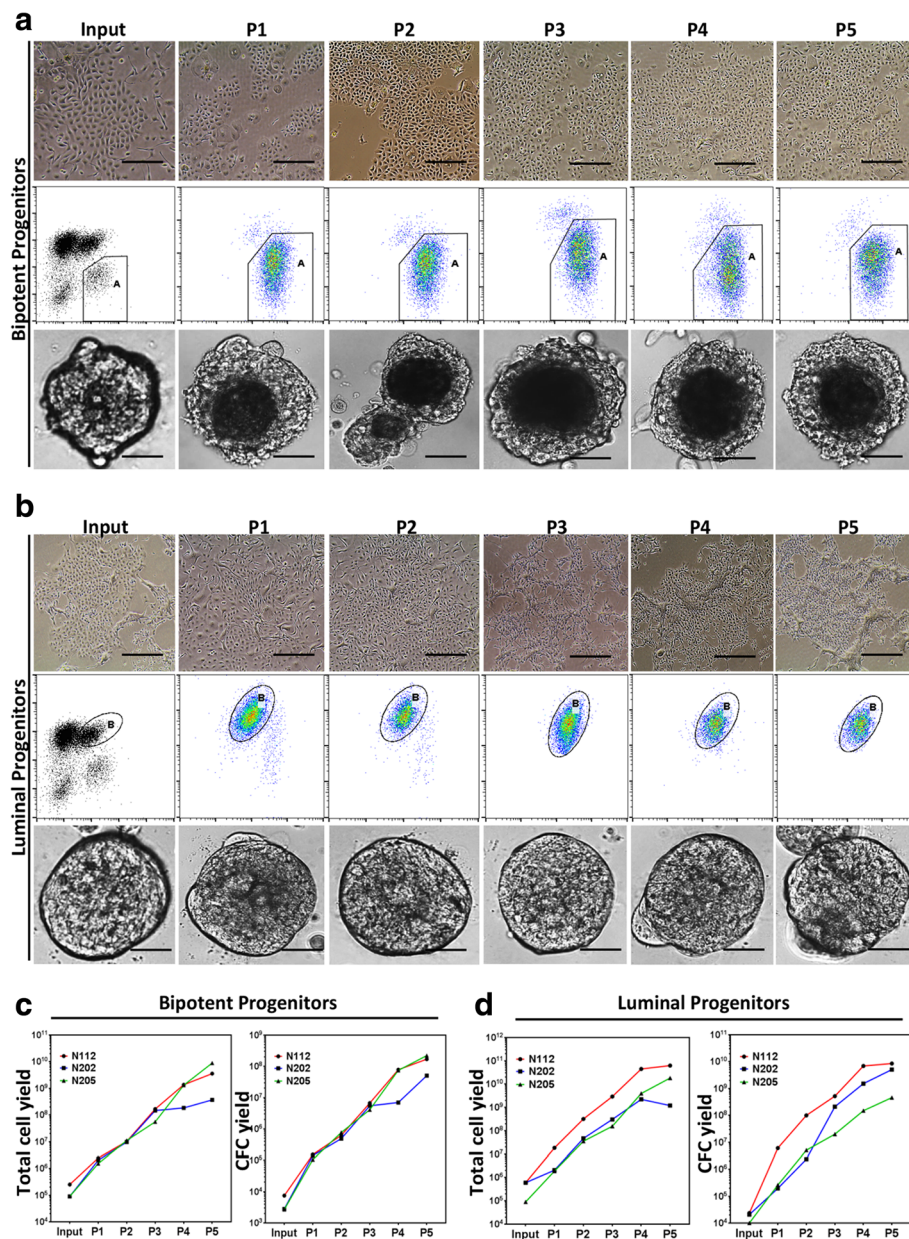 a
Input P1 P2 P3 P4 P5
Bipotent Progenitors
A A A A A A
b
Input P1 P2 P3 P4 P5
Luminal Progenitors
B B B B B B
c Bipotent Progenitors
d Luminal Progenitors
Total cell yield
10¹¹
10¹⁰
10⁹
10⁸
10⁷
10⁶
10⁵
10⁴
N112
N202
N205
Input P1 P2 P3 P4 P5
CFC yield
10⁹
10⁸
10⁷
10⁶
10⁵
10⁴
10³
N112
N202
N205
Input P1 P2 P3 P4 P5
Total cell yield
10¹²
10¹¹
10¹⁰
10⁹
10⁸
10⁷
10⁶
10⁵
10⁴
N112
N202
N205
Input P1 P2 P3 P4 P5
CFC yield
10¹¹
10¹⁰
10⁹
10⁸
10⁷
10⁶
10⁵
10⁴
N112
N202
N205
Input P1 P2 P3 P4 P5